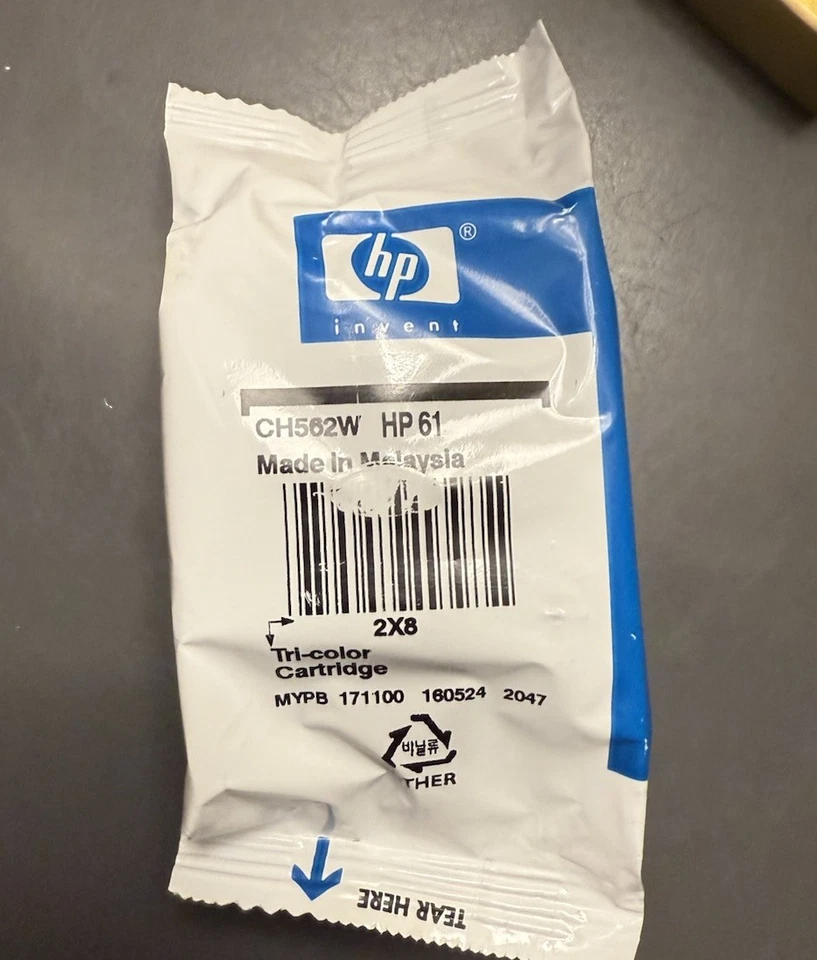 hp®
invent
CH562W HP 61
Made in Malaysia
2X8
Tri-color
Cartridge
MYPB 171100 160524 2047
비닐류
THER
TEAR HERE